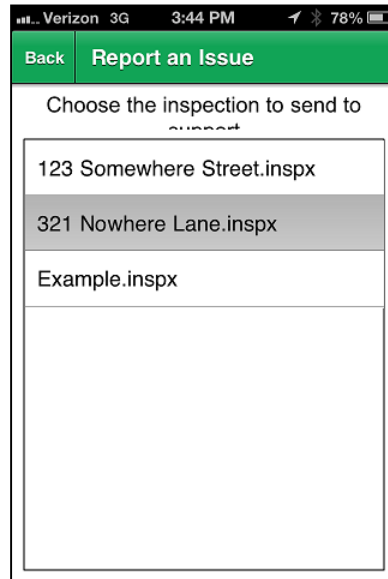 Verizon 3G 3:44 PM 78%
Back Report an Issue
Choose the inspection to send to
support
123 Somewhere Street.inspx
321 Nowhere Lane.inspx
Example.inspx